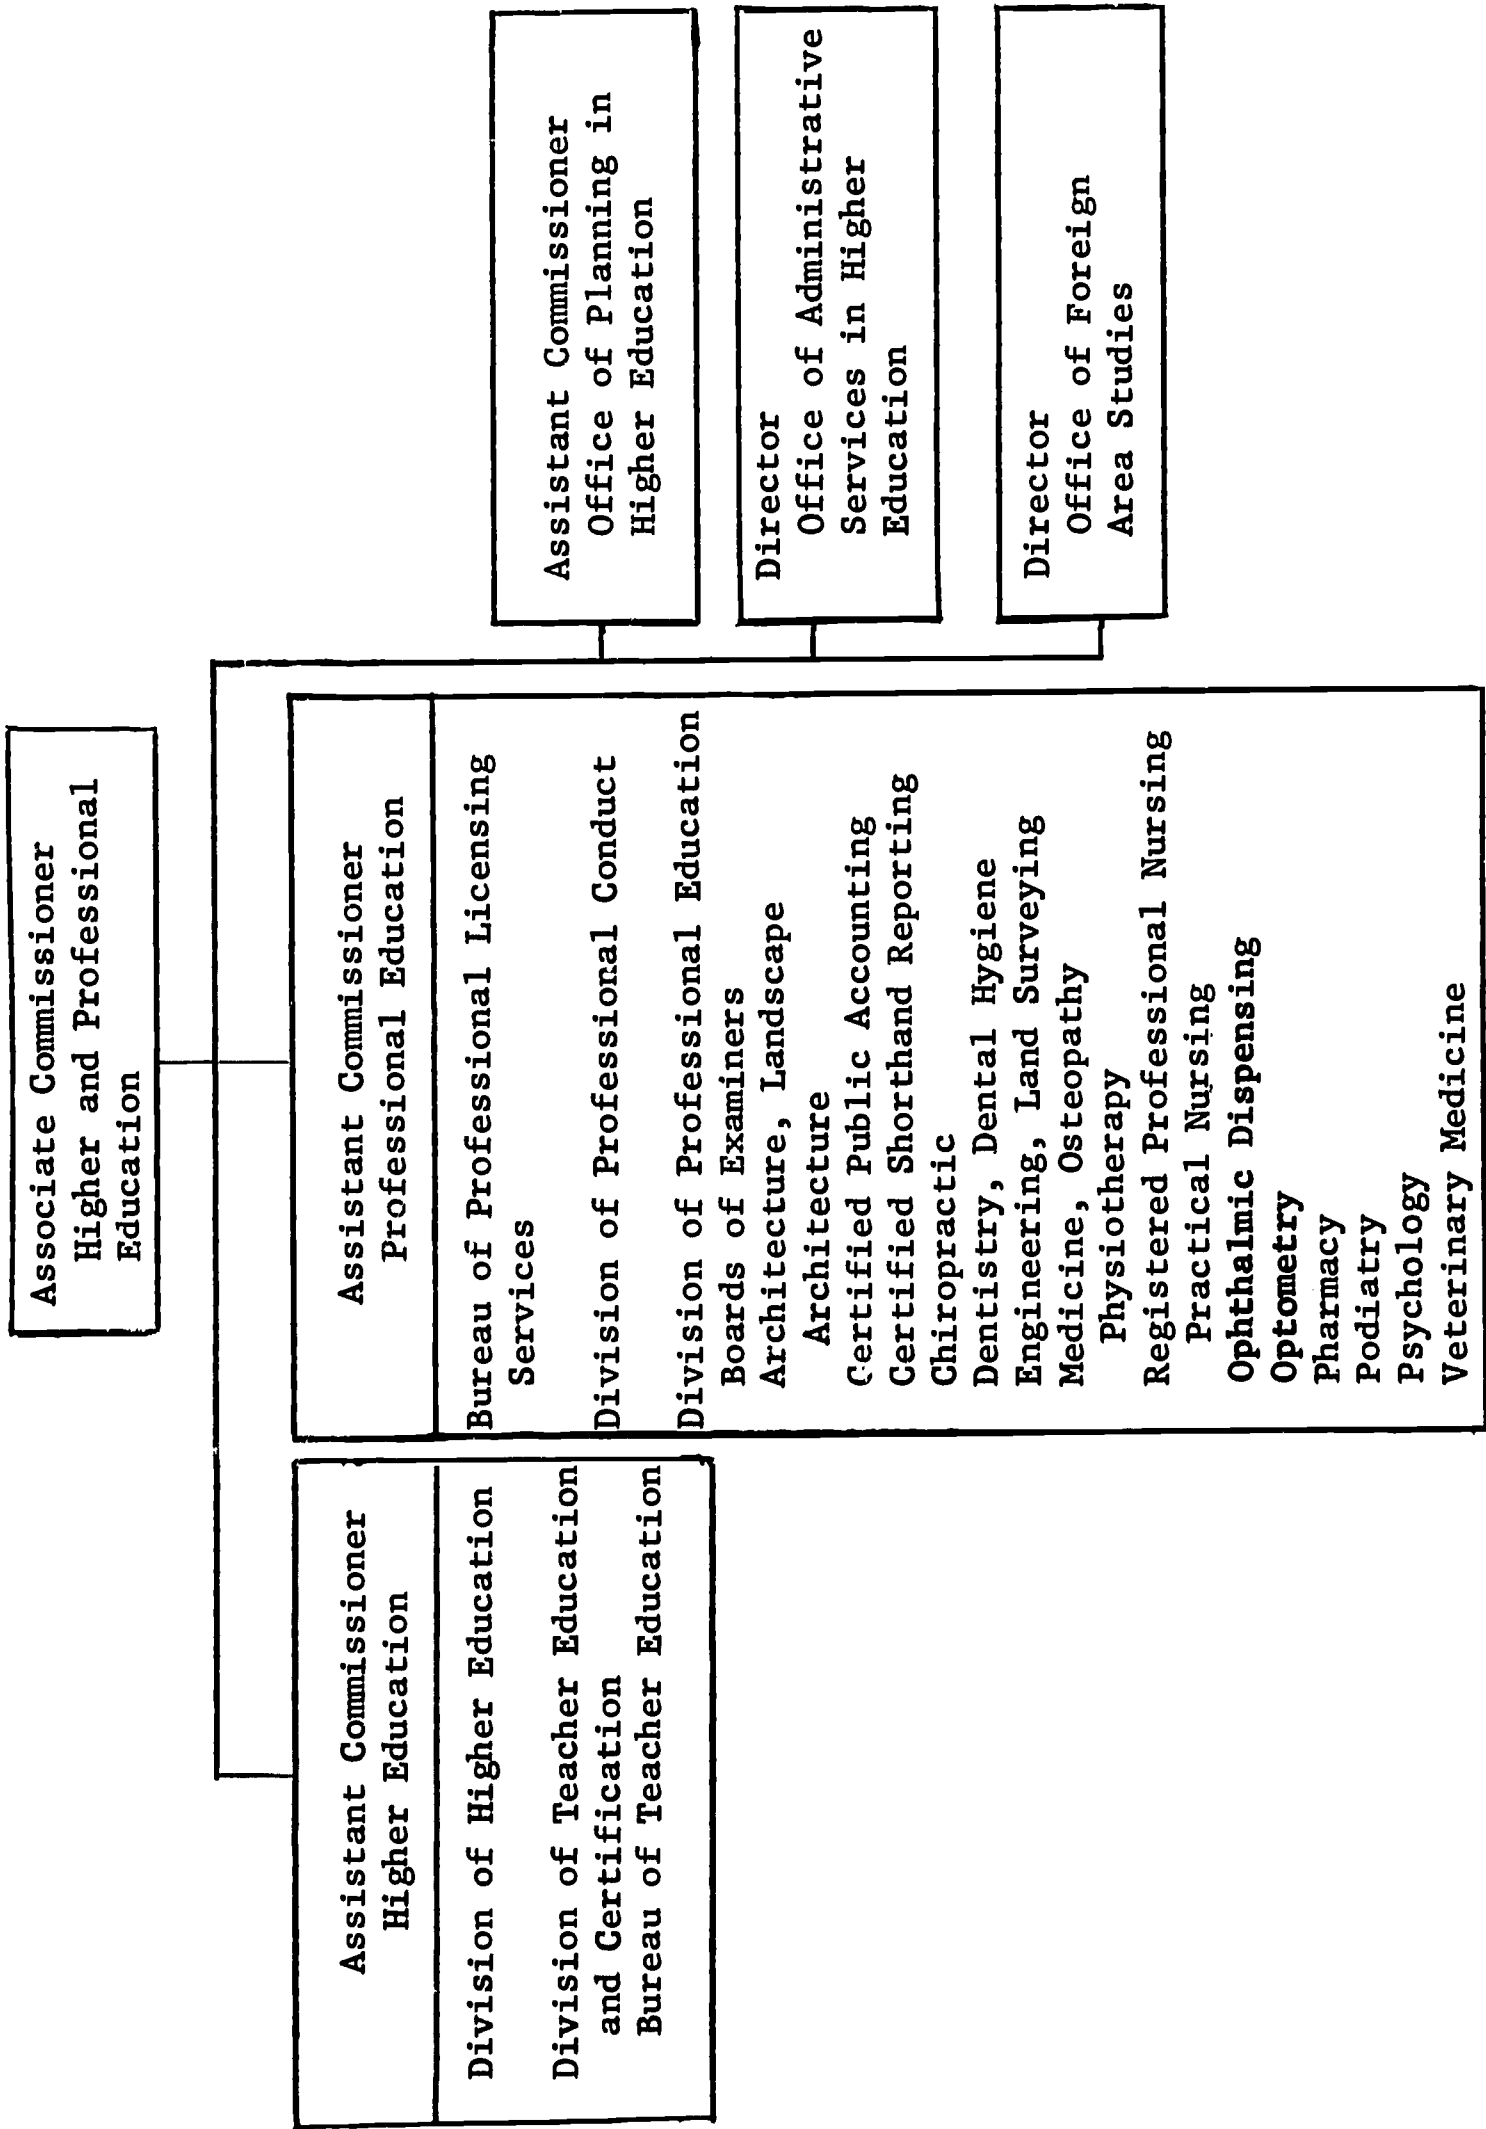 Associate Commissioner
Higher and Professional
Education
Assistant Commissioner
Higher Education
Division of Higher Education
Division of Teacher Education
and Certification
Bureau of Teacher Education
Assistant Commissioner
Professional Education
Bureau of Professional Licensing
Services
Division of Professional Conduct
Division of Professional Education
Boards of Examiners
Architecture, Landscape
Architecture
Certified Public Accounting
Certified Shorthand Reporting
Chiropractic
Dentistry, Dental Hygiene
Engineering, Land Surveying
Medicine, Osteopathy
Physiotherapy
Registered Professional Nursing
Practical Nursing
Ophthalmic Dispensing
Optometry
Pharmacy
Podiatry
Psychology
Veterinary Medicine
Assistant Commissioner
Office of Planning in
Higher Education
Director
Office of Administrative
Services in Higher
Education
Director
Office of Foreign
Area Studies